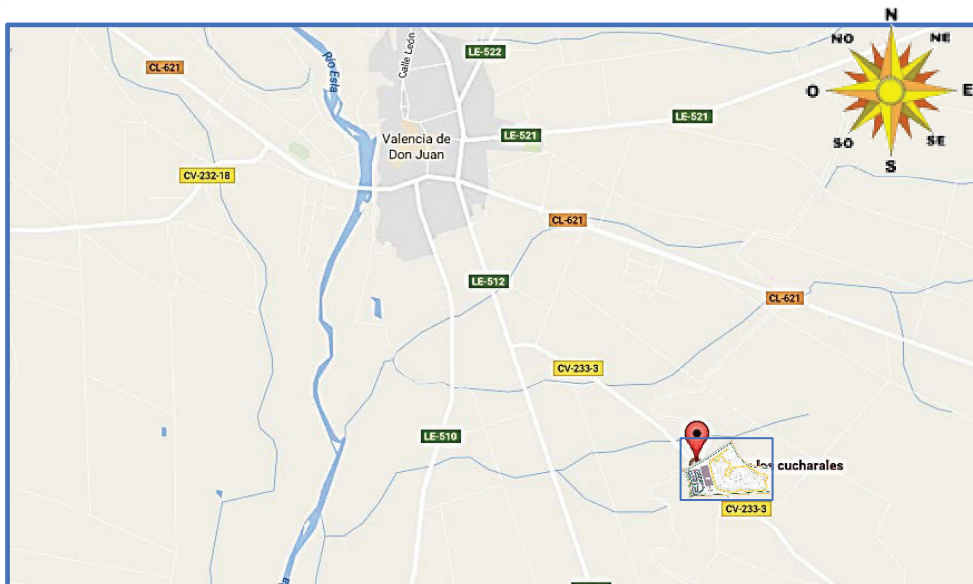 N
NO
NE
O
E
SO
SE
S
LE-522
CL-621
Río Esla
Calle León
LE-521
LE-521
Valencia de
Don Juan
CV-232-18
CL-621
LE-512
CL-621
CV-233-3
LE-510
los cucharales
CV-233-3